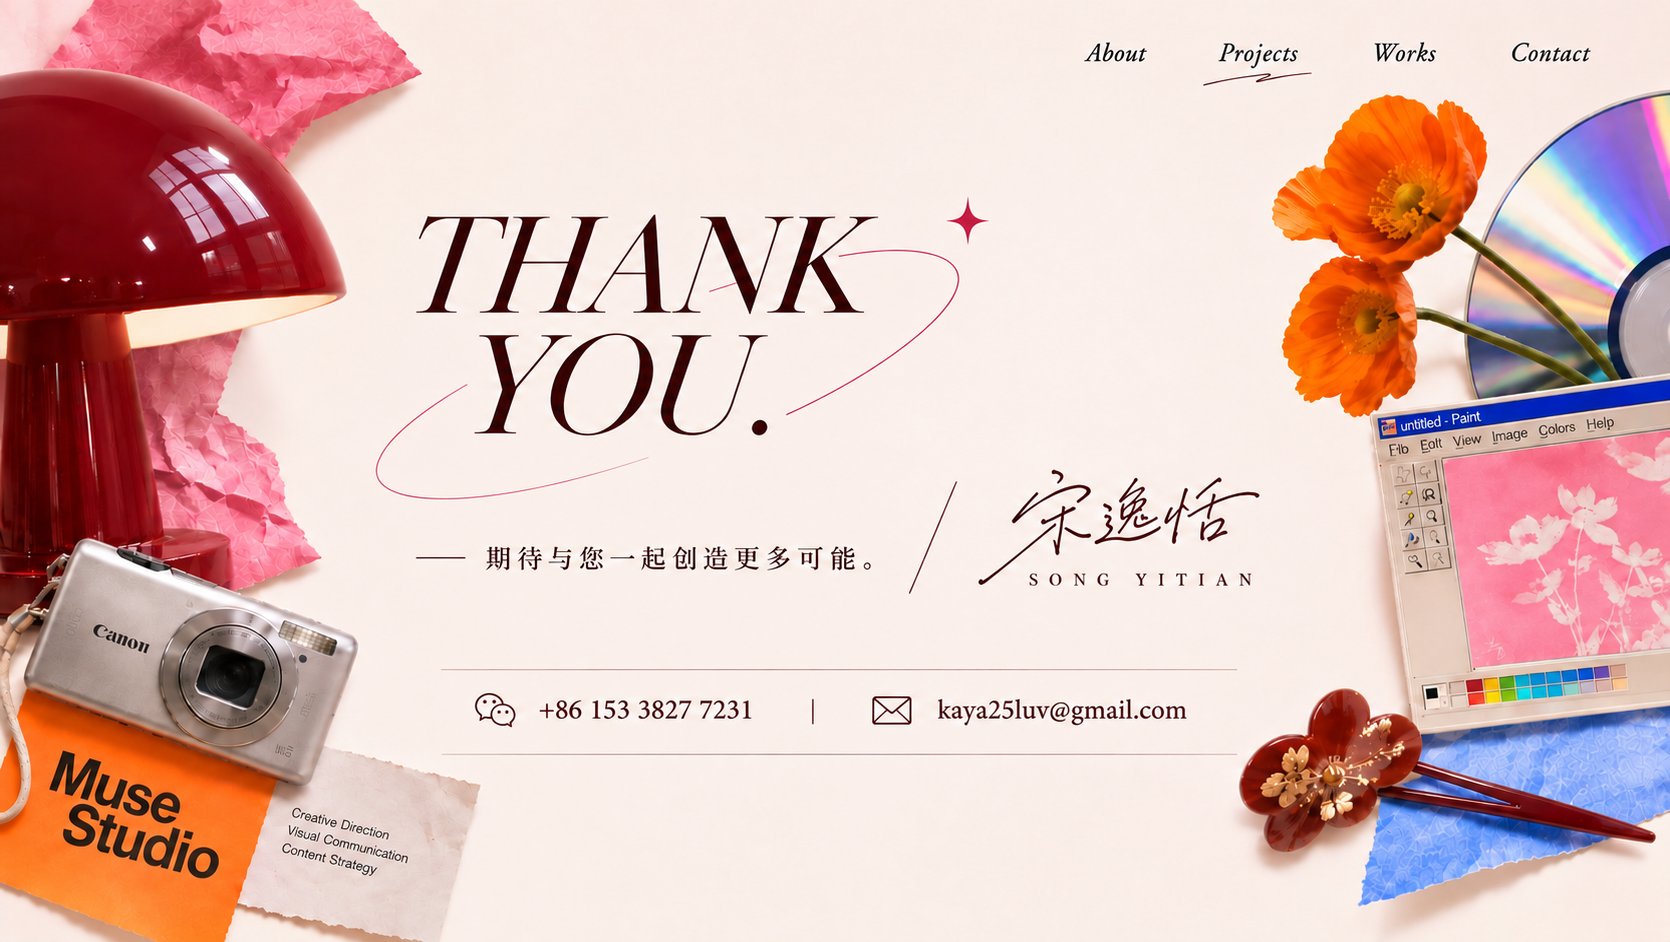 About Projects Works Contact
THANK
YOU.
期待与您一起创造更多可能。
宋逸恬
SONG YITIAN
+86 153 3827 7231
kaya25luv@gmail.com
Canon
Muse
Studio
Creative Direction
Visual Communication
Content Strategy
untitled - Paint
Elb Ealt View Image Colors Help